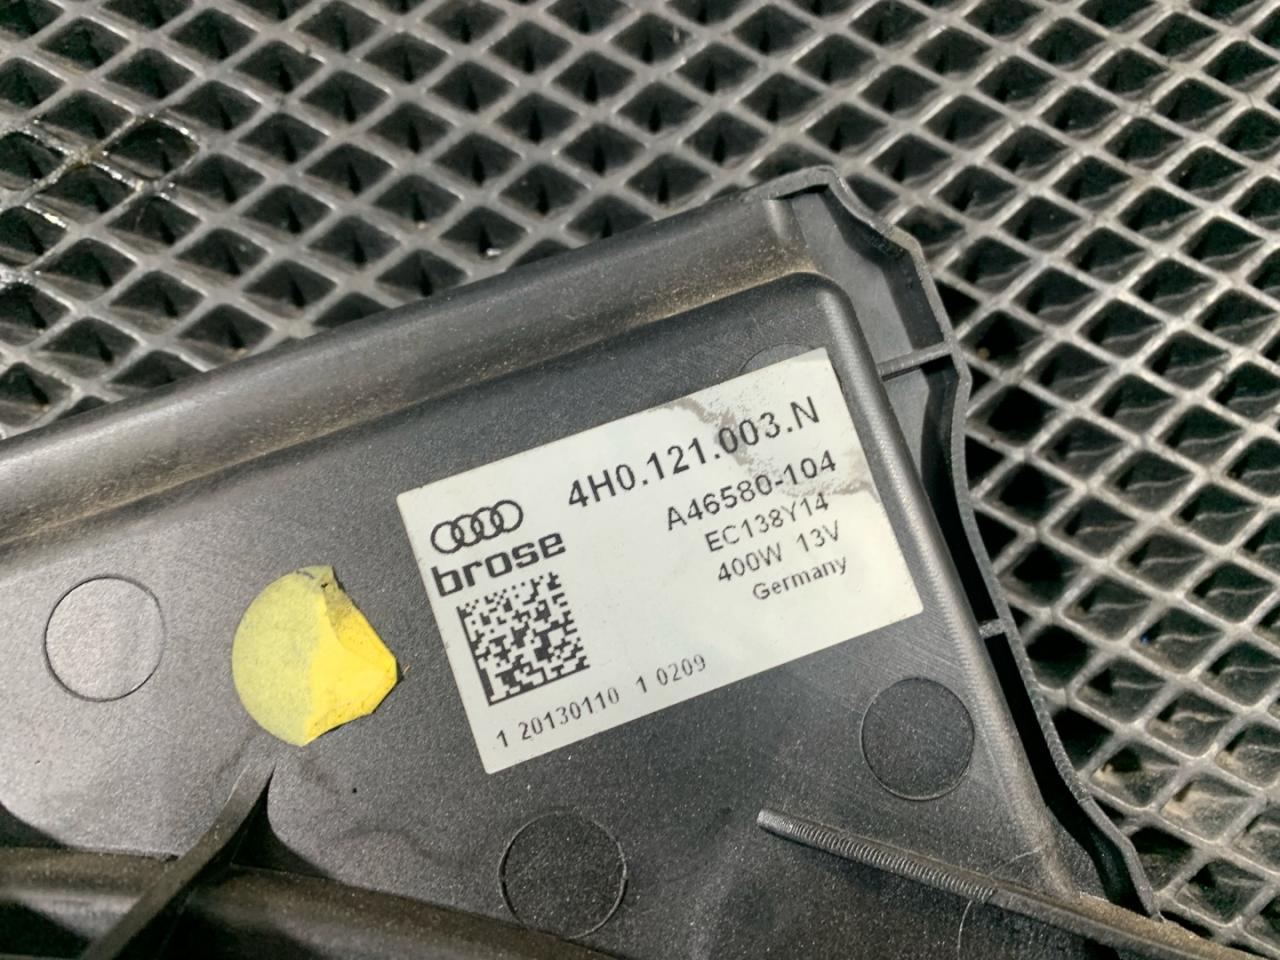 4H0.121.003.N
A46580-104
EC138Y14
400W 13V
Germany
brose
1 20130110 1 0209